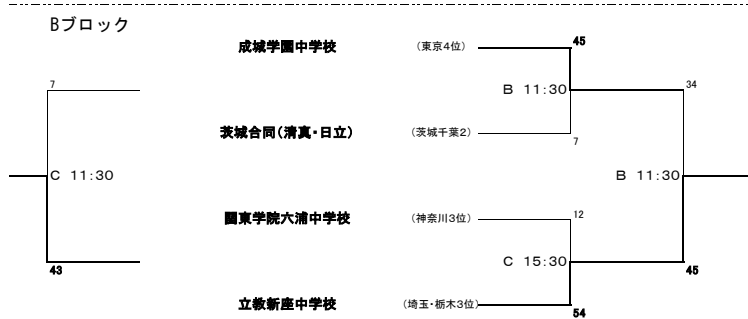 Bブロック
成城学園中学校 (東京4位) 45
7 B 11:30 34
茨城合同(清真・日立) (茨城千葉2) 7
C 11:30 B 11:30
関東学院六浦中学校 (神奈川3位) 12
43 C 15:30 45
立教新座中学校 (埼玉・栃木3位) 54